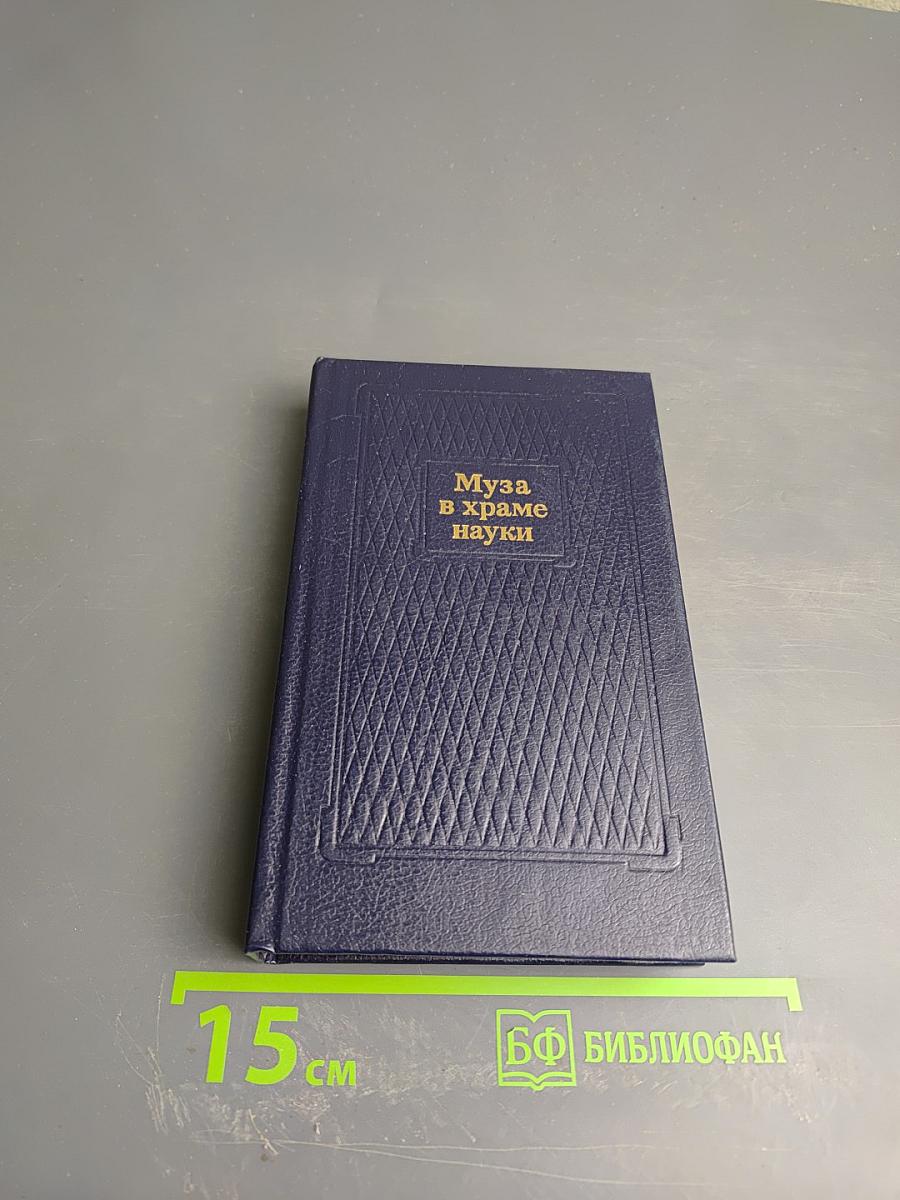 Муза
в храме
науки
15 см
БФ БИБЛИОФАН